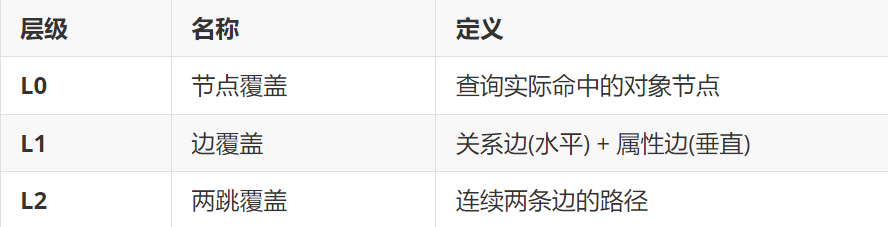 层级 名称 定义
L0 节点覆盖 查询实际命中的对象节点
L1 边覆盖 关系边(水平) + 属性边(垂直)
L2 两跳覆盖 连续两条边的路径